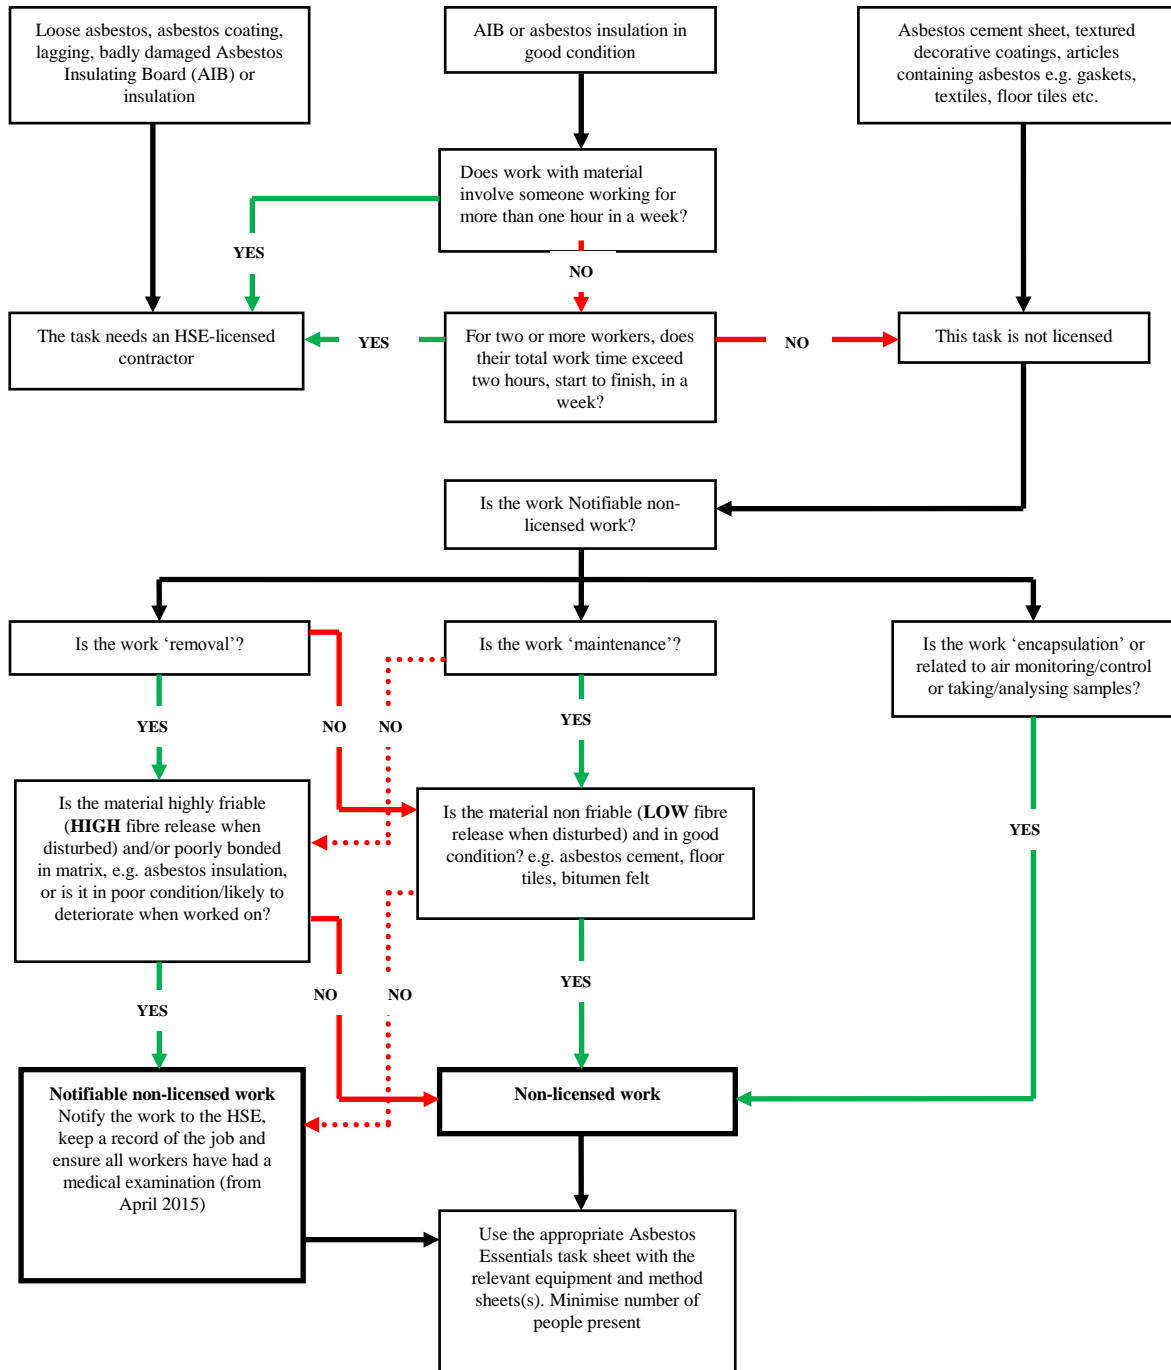 Loose asbestos, asbestos coating,
lagging, badly damaged Asbestos
Insulating Board (AIB) or
insulation
AIB or asbestos insulation in
good condition
Asbestos cement sheet, textured
decorative coatings, articles
containing asbestos e.g. gaskets,
textiles, floor tiles etc.
Does work with material
involve someone working for
more than one hour in a week?
YES
NO
The task needs an HSE-licensed
contractor
YES
For two or more workers, does
their total work time exceed
two hours, start to finish, in a
week?
NO
This task is not licensed
Is the work Notifiable non-
licensed work?
Is the work ‘removal’?
Is the work ‘maintenance’?
Is the work ‘encapsulation’ or
related to air monitoring/control
or taking/analysing samples?
YES
NO
NO
YES
Is the material highly friable
(HIGH fibre release when
disturbed) and/or poorly bonded
in matrix, e.g. asbestos insulation,
or is it in poor condition/likely to
deteriorate when worked on?
Is the material non friable (LOW fibre
release when disturbed) and in good
condition? e.g. asbestos cement, floor
tiles, bitumen felt
YES
YES
NO
NO
YES
Notifiable non-licensed work
Notify the work to the HSE,
keep a record of the job and
ensure all workers have had a
medical examination (from
April 2015)
Non-licensed work
Use the appropriate Asbestos
Essentials task sheet with the
relevant equipment and method
sheets(s). Minimise number of
people present